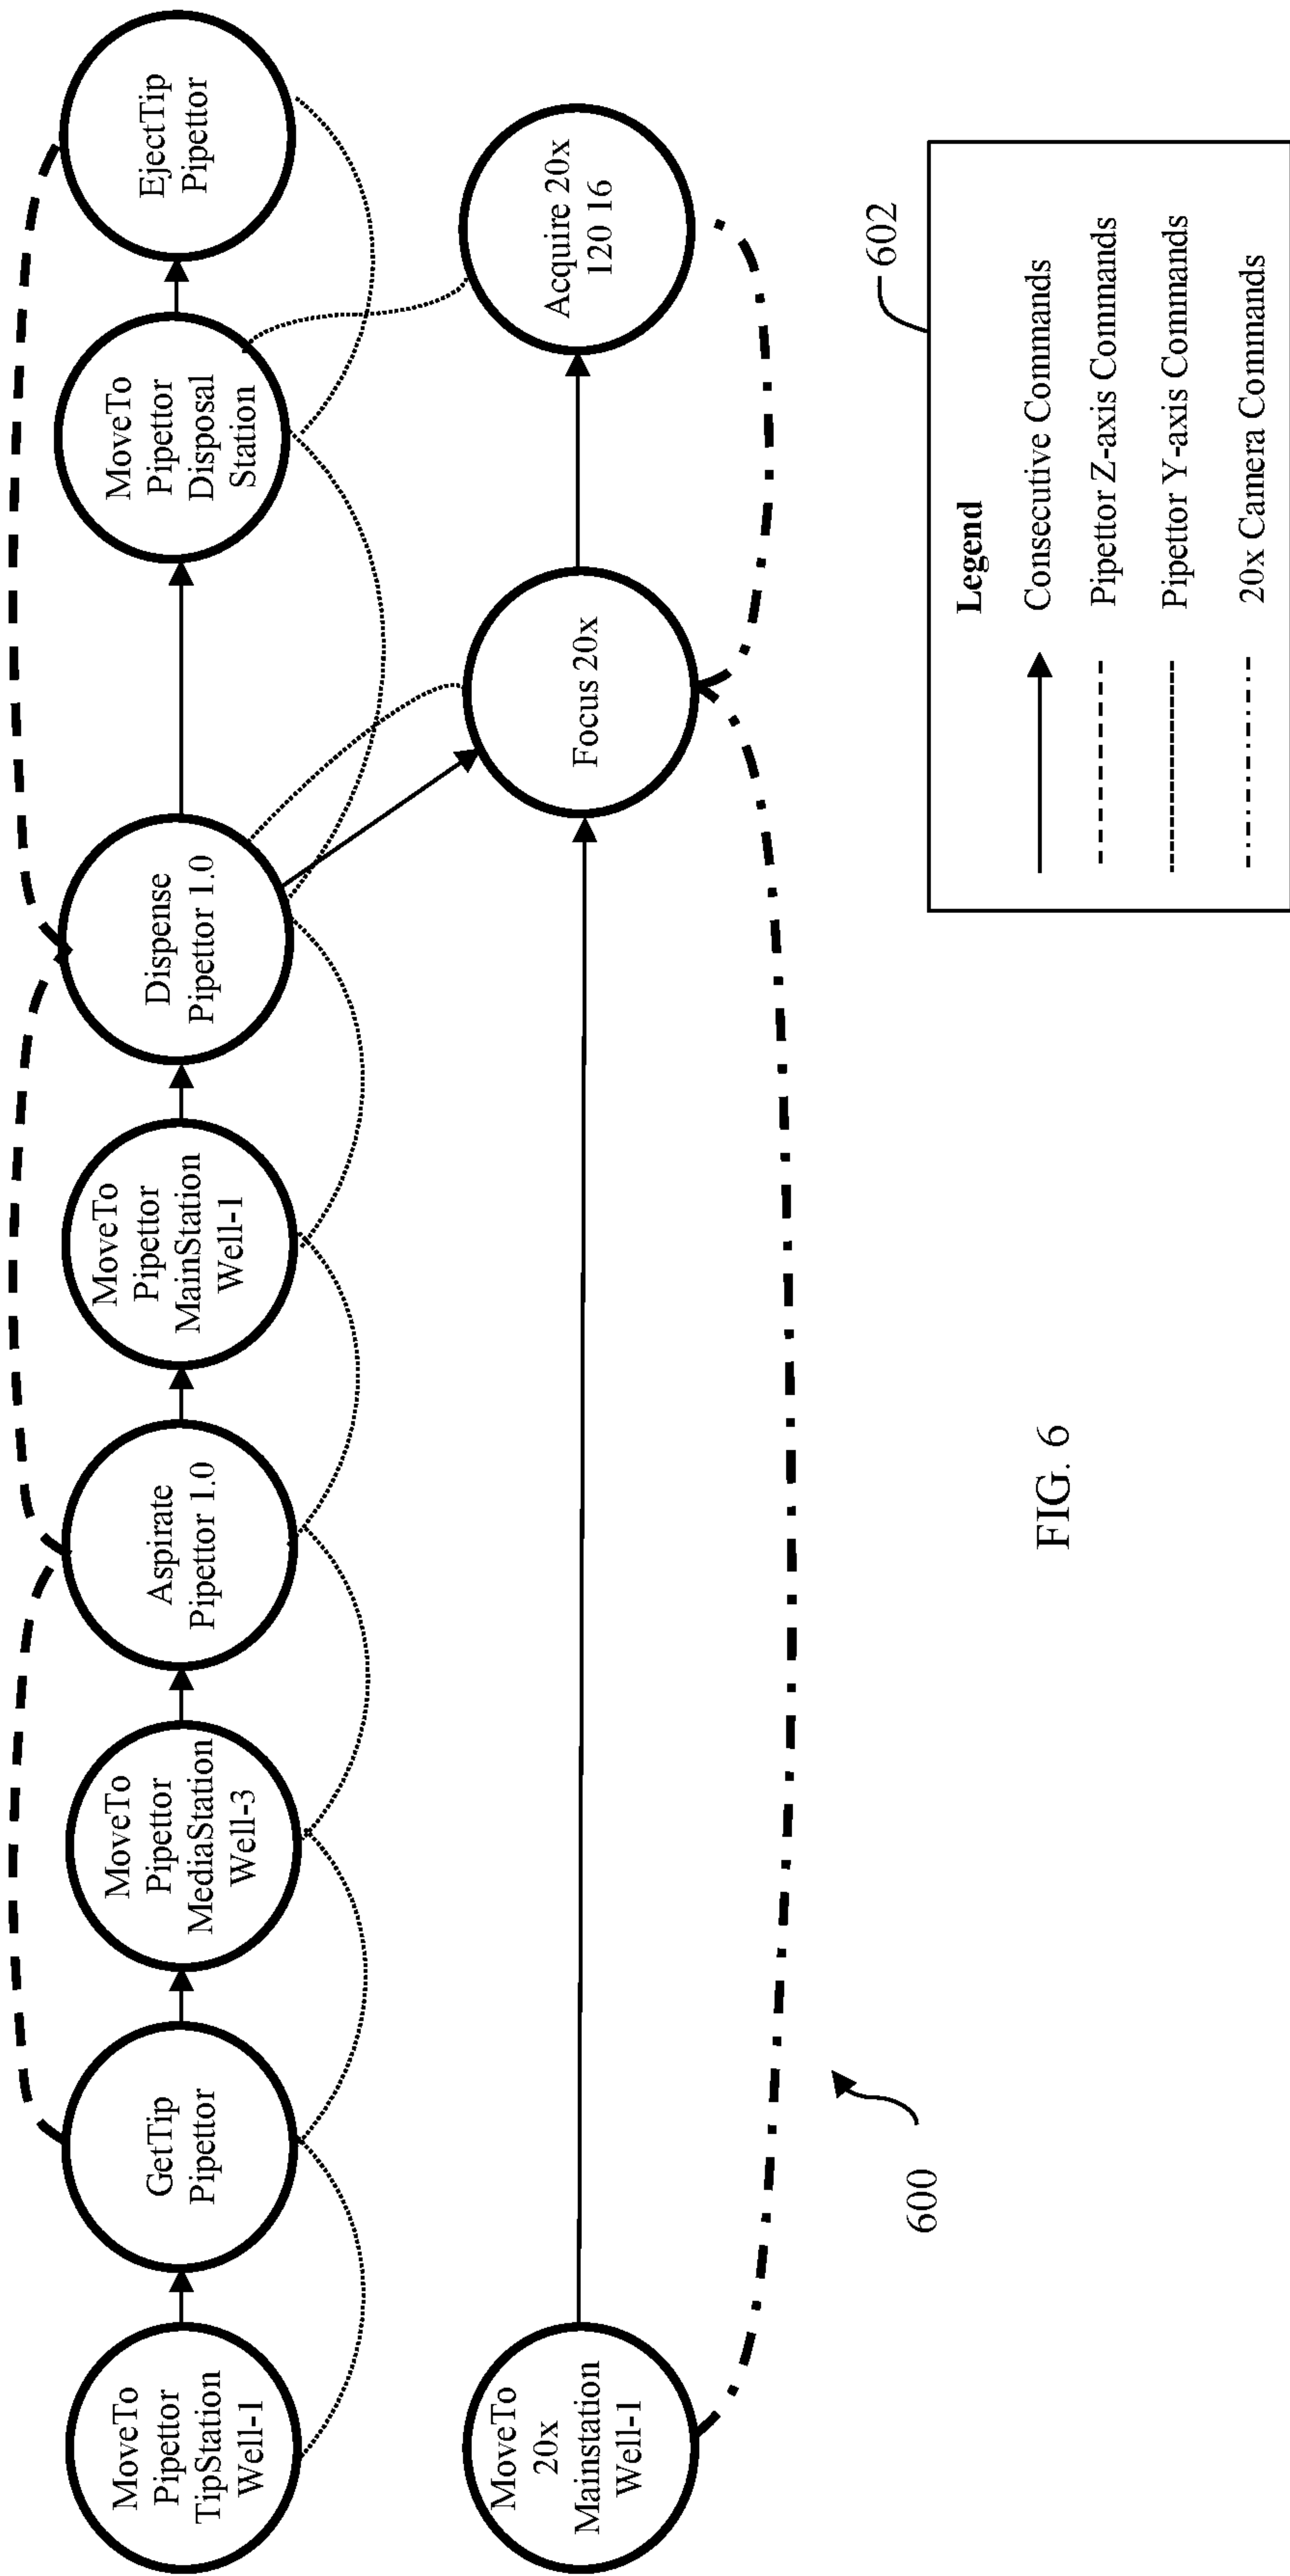 MoveTo
Pipettor
TipStation
Well-1
GetTip
Pipettor
MoveTo
Pipettor
MediaStation
Well-3
Aspirate
Pipettor 1.0
MoveTo
Pipettor
MainStation
Well-1
Dispense
Pipettor 1.0
MoveTo
Pipettor
Disposal
Station
EjectTip
Pipettor
MoveTo
20x
Mainstation
Well-1
Focus 20x
Acquire 20x
120 16
600
602
Legend
Consecutive Commands
Pipettor Z-axis Commands
Pipettor Y-axis Commands
20x Camera Commands
FIG. 6